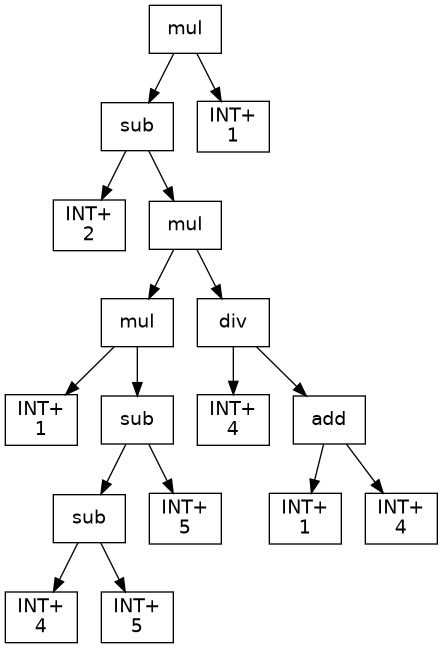 mul
sub
INT+
1
INT+
2
mul
mul
div
INT+
1
sub
INT+
4
add
sub
INT+
5
INT+
1
INT+
4
INT+
4
INT+
5